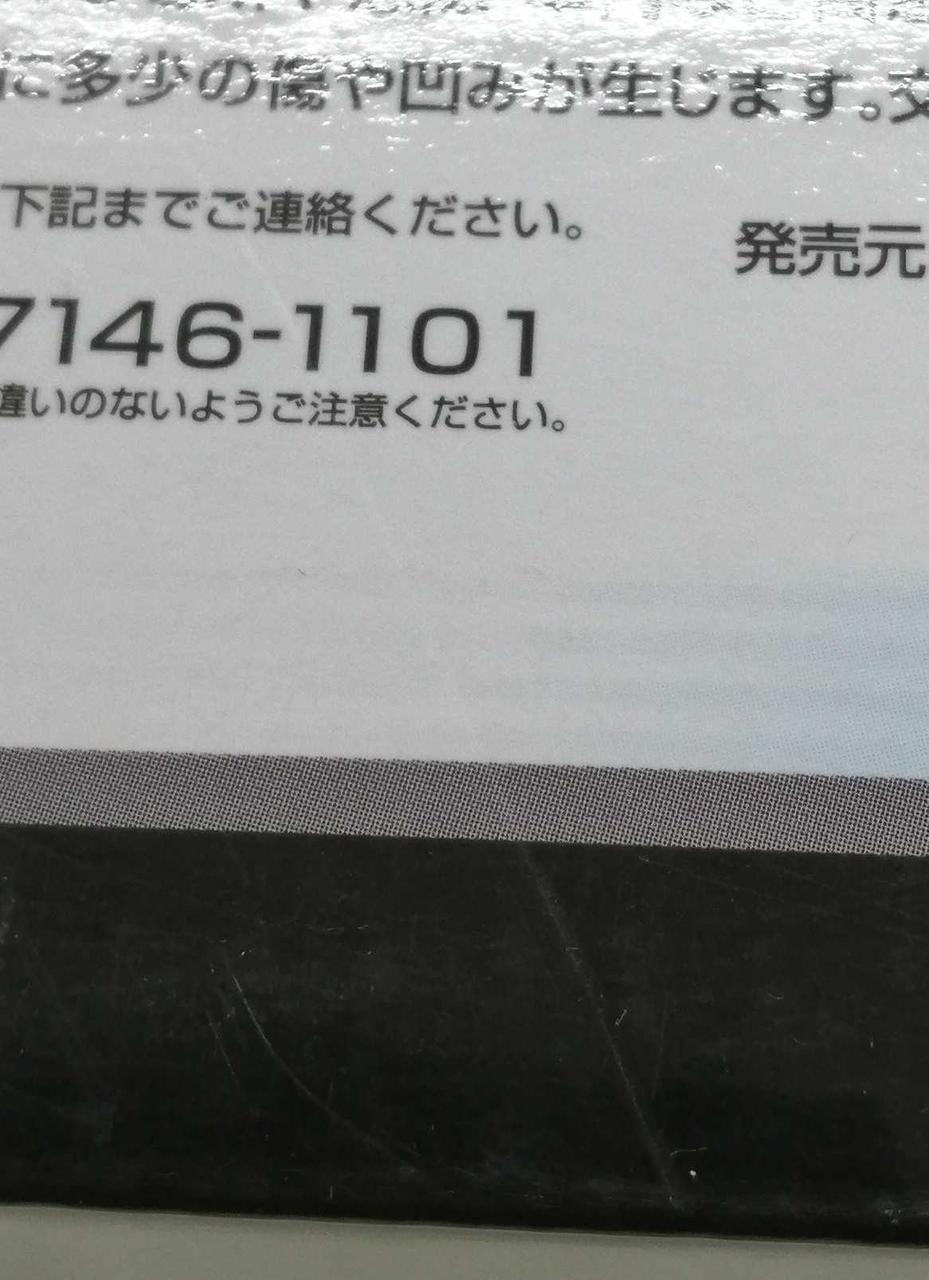 に多少の傷や凹みが生じます。交
下記までご連絡ください。
発売元
7146-1101
違いのないようご注意ください。